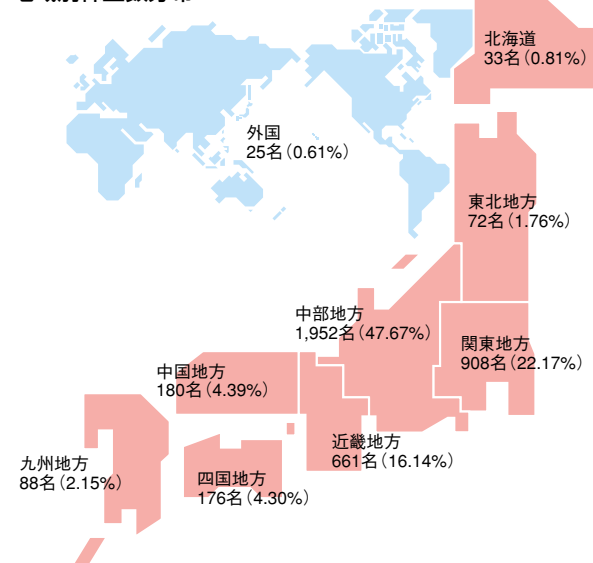 北海道
33名(0.81%)
外国
25名(0.61%)
東北地方
72名(1.76%)
中部地方
1,952名(47.67%)
関東地方
908名(22.17%)
中国地方
180名(4.39%)
近畿地方
661名(16.14%)
九州地方
88名(2.15%)
四国地方
176名(4.30%)